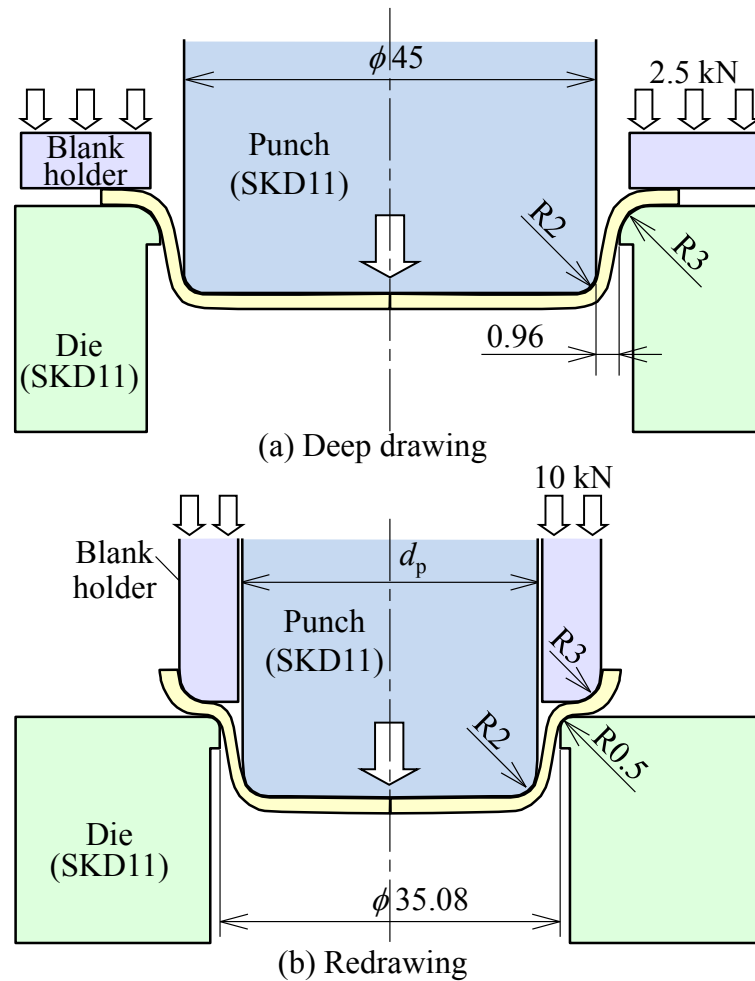 ϕ45
2.5 kN
Blank
holder
Punch
(SKD11)
R2
R3
0.96
Die
(SKD11)
(a) Deep drawing
10 kN
Blank
holder
dp
Punch
(SKD11)
R3
R2
R0.5
Die
(SKD11)
ϕ35.08
(b) Redrawing